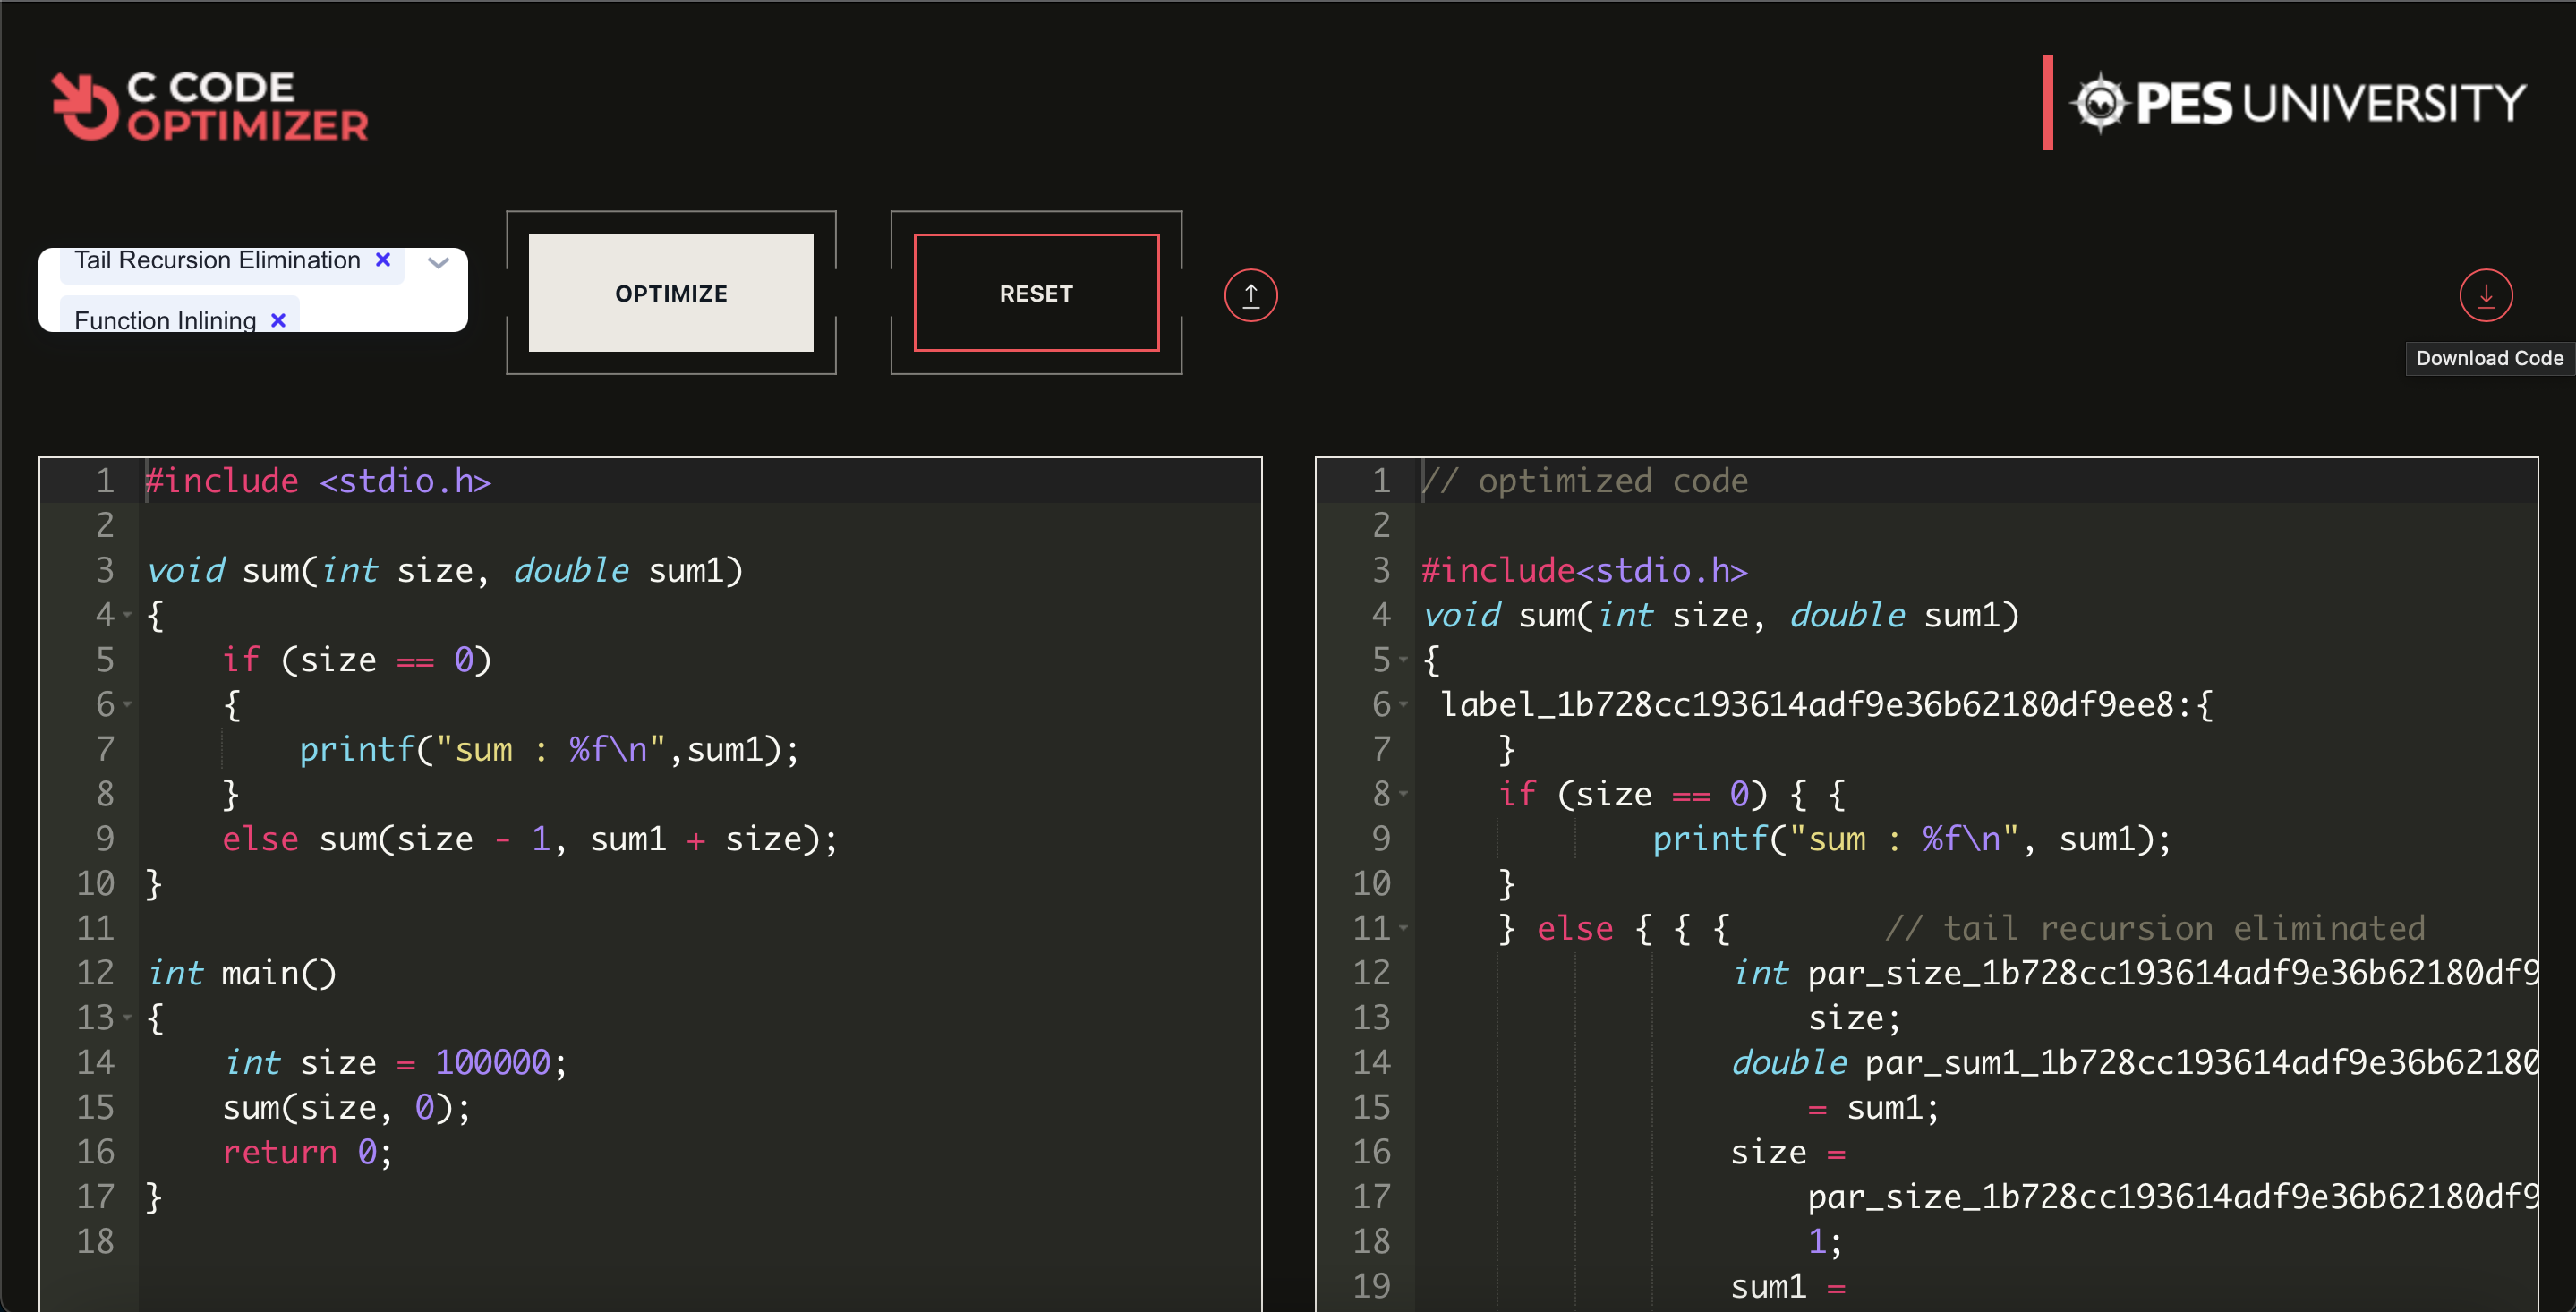 C CODE
OPTIMIZER
PES UNIVERSITY
Tail Recursion Elimination ×
Function Inlining ×
OPTIMIZE
RESET
Download Code
1 #include <stdio.h>
2
3 void sum(int size, double sum1)
4 {
5 if (size == 0)
6 {
7 printf("sum : %f\n",sum1);
8 }
9 else sum(size - 1, sum1 + size);
10 }
11
12 int main()
13 {
14 int size = 100000;
15 sum(size, 0);
16 return 0;
17 }
18
1 // optimized code
2
3 #include<stdio.h>
4 void sum(int size, double sum1)
5 {
6 label_1b728cc193614adf9e36b62180df9ee8:{
7 }
8 if (size == 0) { {
9 printf("sum : %f\n", sum1);
10 }
11 } else { { { // tail recursion eliminated
12 int par_size_1b728cc193614adf9e36b62180df9
13 size;
14 double par_sum1_1b728cc193614adf9e36b62180
15 = sum1;
16 size =
17 par_size_1b728cc193614adf9e36b62180df9
18 1;
19 sum1 =